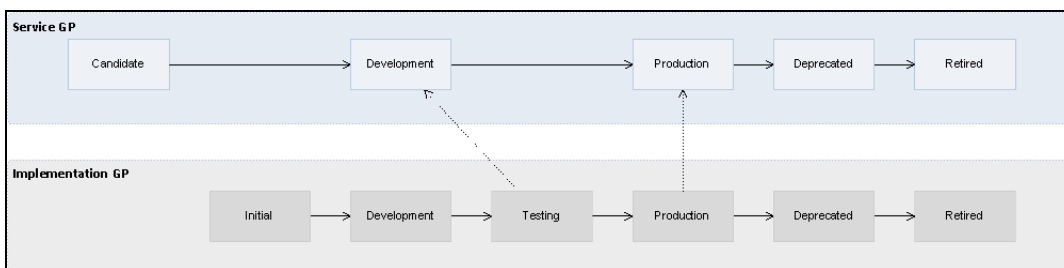 Service GP
Candidate
Development
Production
Deprecated
Retired
Implementation GP
Initial
Development
Testing
Production
Deprecated
Retired